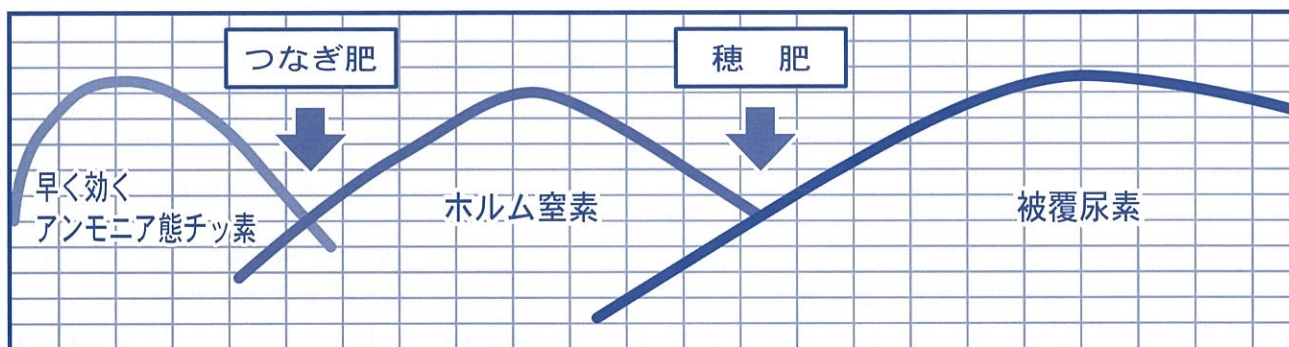 つなぎ肥
穂 肥
早く効く
アンモニア態チッ素
ホルム窒素
被覆尿素